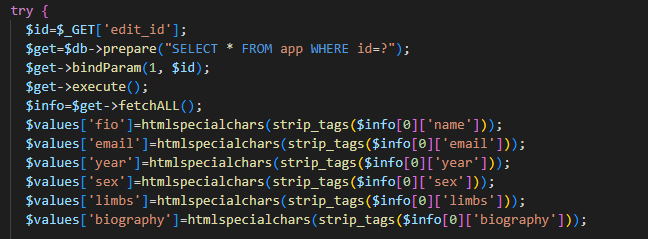 try {
$id=$_GET['edit_id'];
$get=$db->prepare("SELECT * FROM app WHERE id=?");
$get->bindParam(1, $id);
$get->execute();
$info=$get->fetchALL();
$values['fio']=htmlspecialchars(strip_tags($info[0]['name']));
$values['email']=htmlspecialchars(strip_tags($info[0]['email']));
$values['year']=htmlspecialchars(strip_tags($info[0]['year']));
$values['sex']=htmlspecialchars(strip_tags($info[0]['sex']));
$values['limbs']=htmlspecialchars(strip_tags($info[0]['limbs']));
$values['biography']=htmlspecialchars(strip_tags($info[0]['biography']));